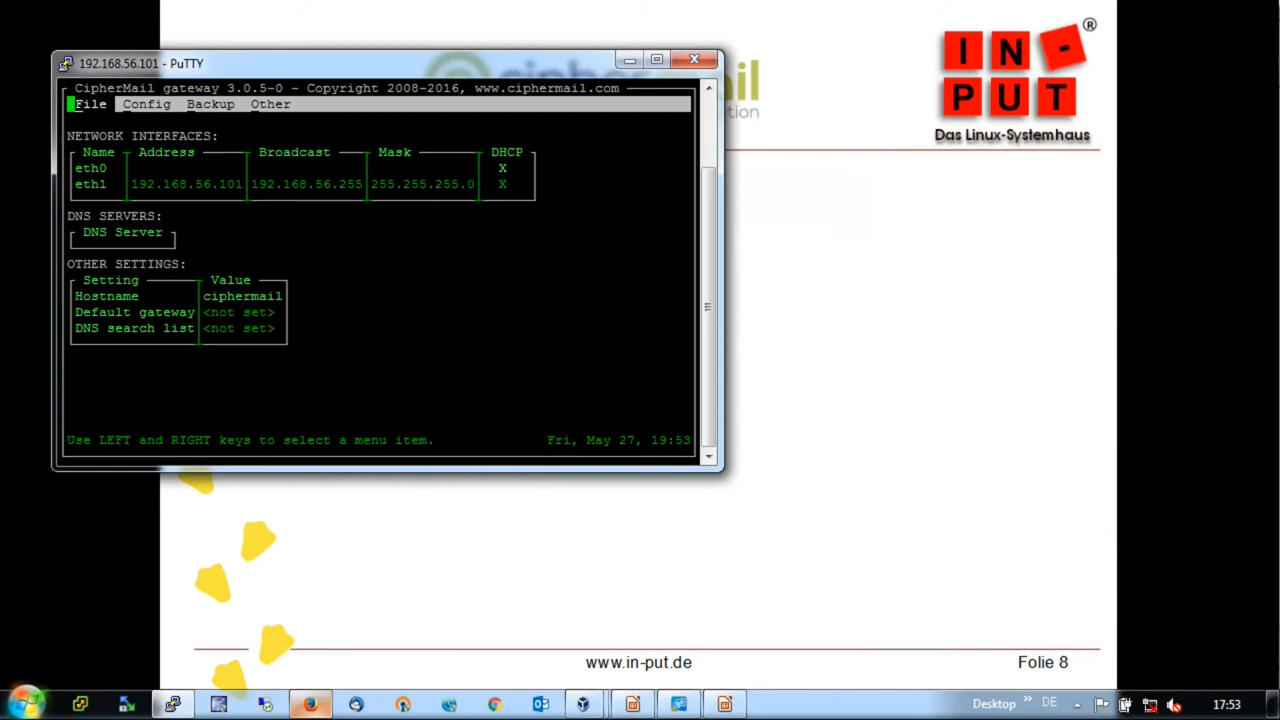 192.168.56.101 - PuTTY
CipherMail gateway 3.0.5-0 - Copyright 2008-2016, www.ciphermail.com
File Config Backup Other
NETWORK INTERFACES:
Name Address Broadcast Mask DHCP
eth0 X
eth1 192.168.56.101 192.168.56.255 255.255.255.0 X
DNS SERVERS:
DNS Server
OTHER SETTINGS:
Setting Value
Hostname ciphermail
Default gateway <not set>
DNS search list <not set>
Use LEFT and RIGHT keys to select a menu item. Fri, May 27, 19:53
IN-
PUT
®
Das Linux-Systemhaus
www.in-put.de
Folie 8
Desktop » DE 17:53